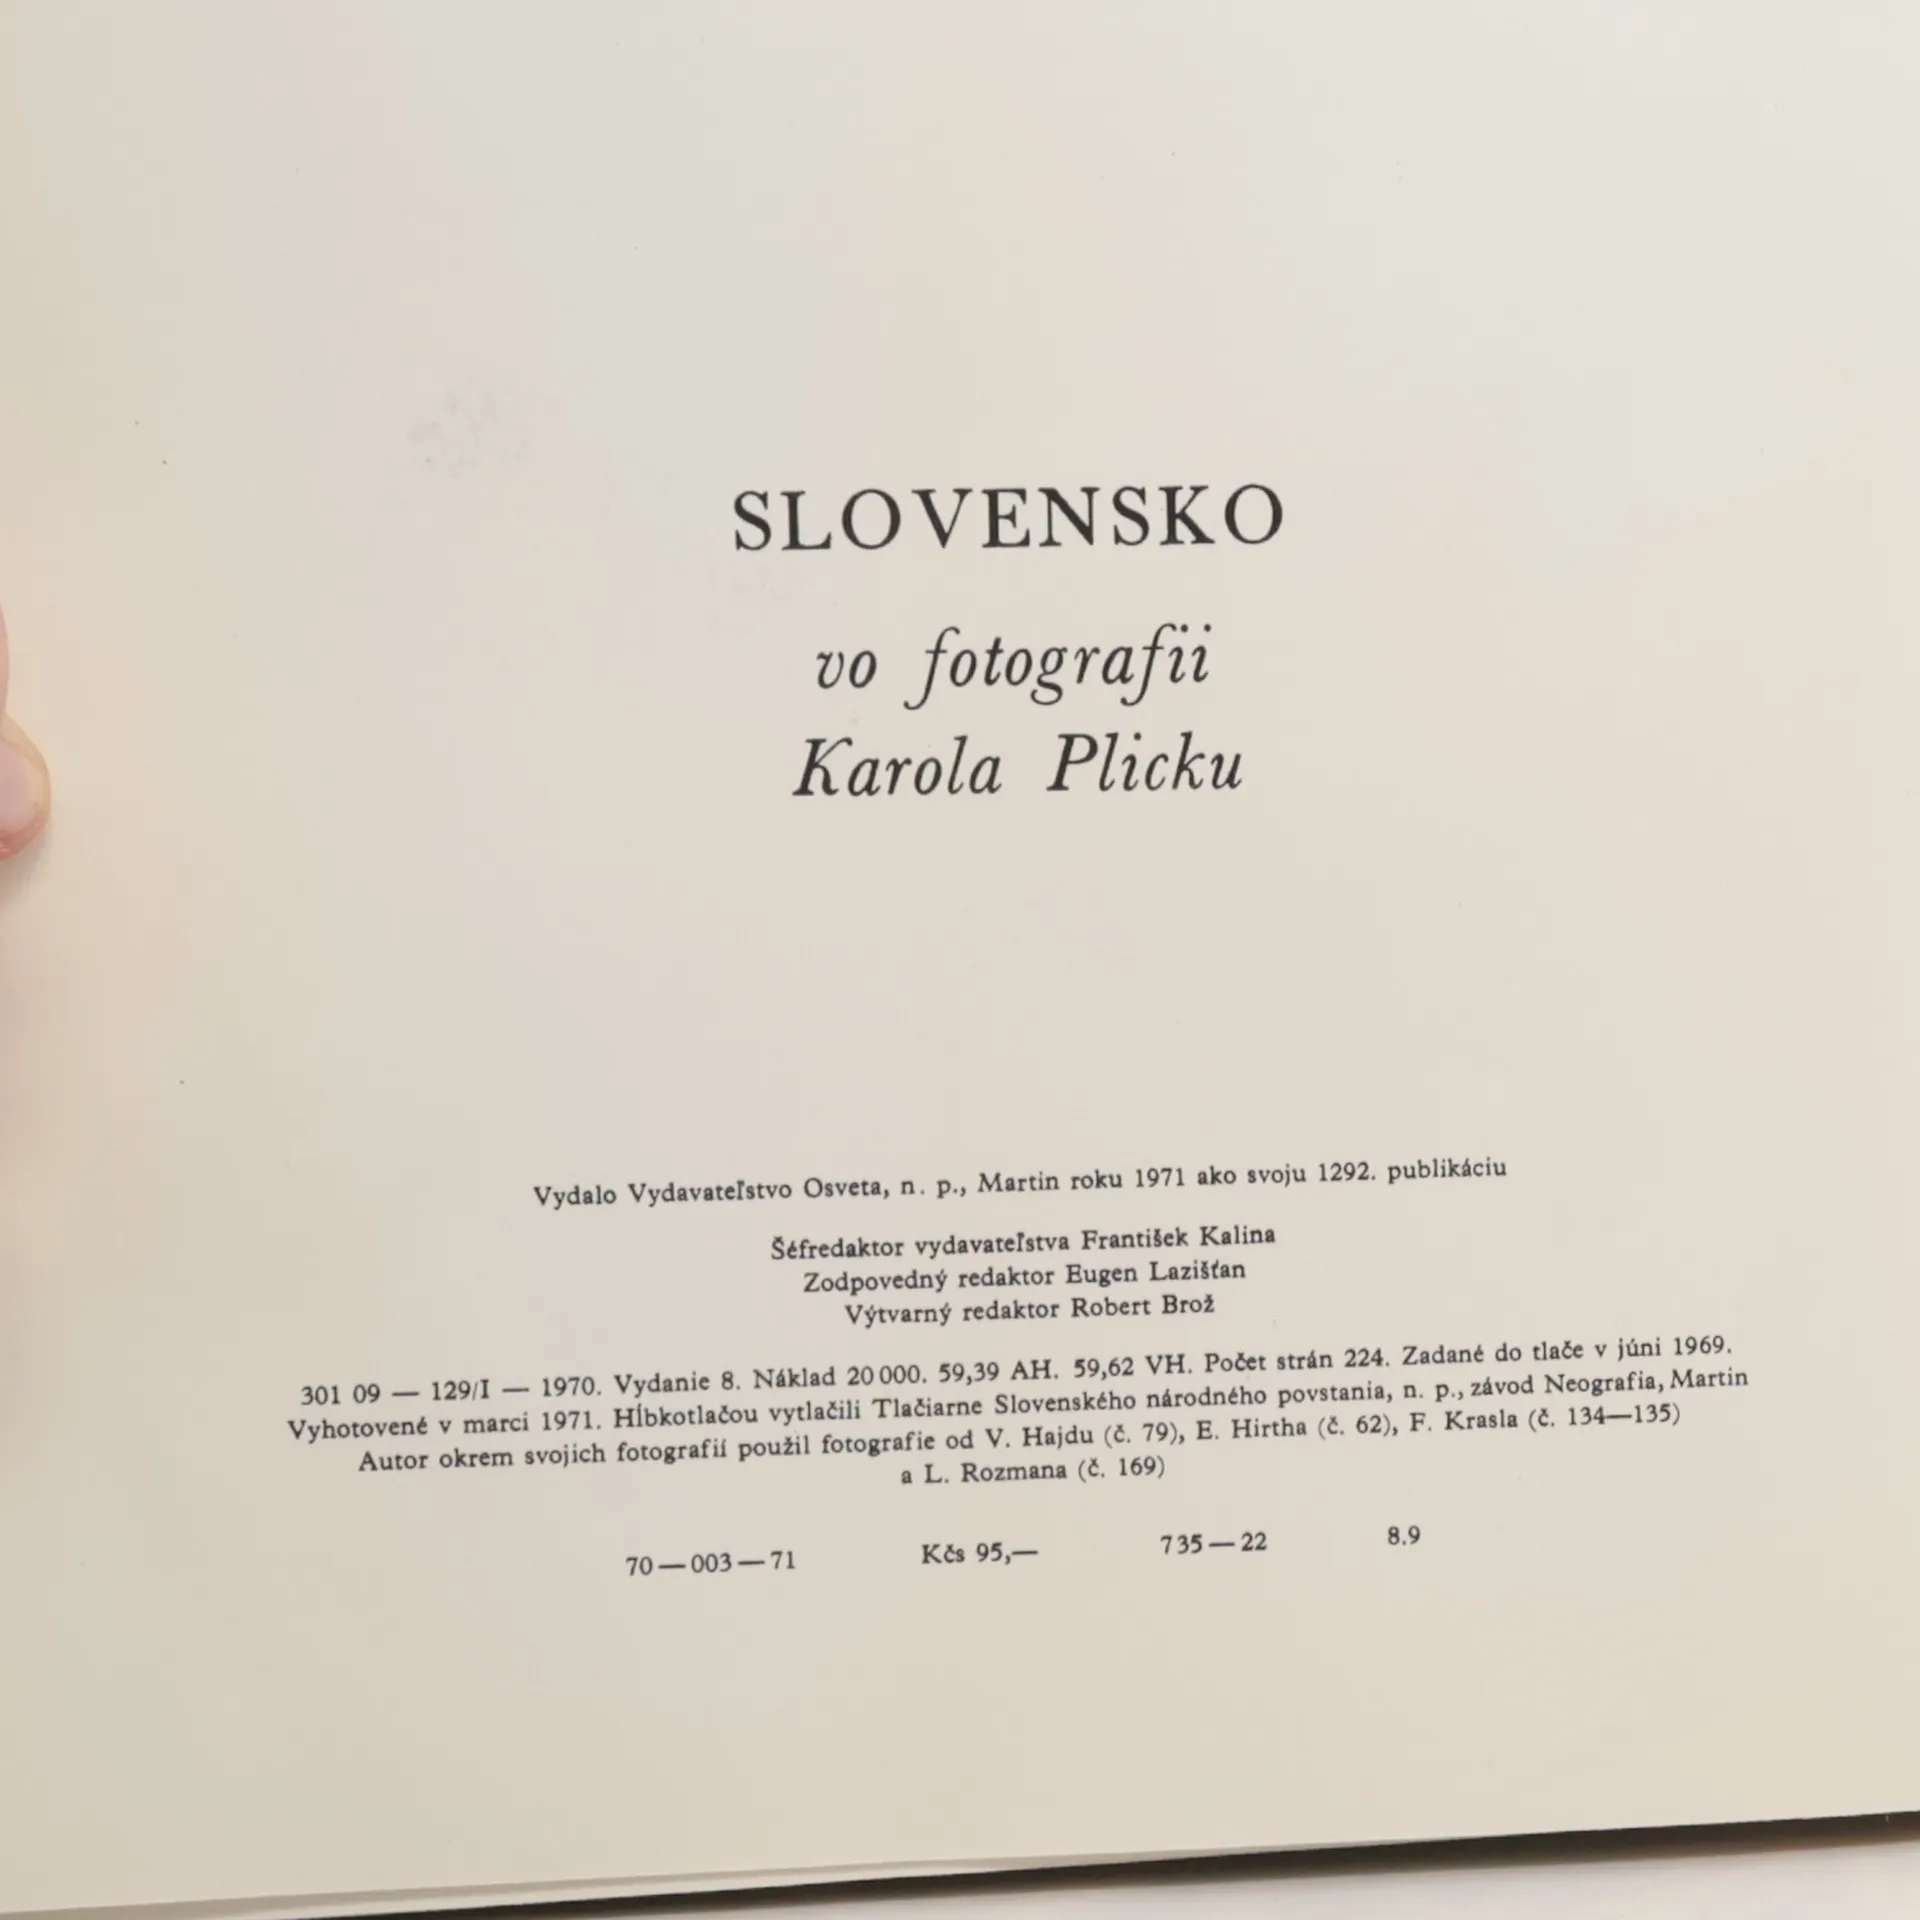 SLOVENSKO
vo fotografii
Karola Plicku
Vydalo Vydavateľstvo Osveta, n. p., Martin roku 1971 ako svoju 1292. publikáciu
Šéfredaktor vydavateľstva František Kalina
Zodpovedný redaktor Eugen Lazišťan
Výtvarný redaktor Robert Brož
301 09 — 129/I — 1970. Vydanie 8. Náklad 20 000. 59,39 AH. 59,62 VH. Počet strán 224. Zadané do tlače v júni 1969.
Vyhotovené v marci 1971. Hĺbkotlačou vytlačili Tlačiarne Slovenského národného povstania, n. p., závod Neografia, Martin
Autor okrem svojich fotografií použil fotografie od V. Hajdu (č. 79), E. Hirtha (č. 62), F. Krasla (č. 134—135)
a L. Rozmana (č. 169)
70 — 003 — 71 Kčs 95,— 735 — 22 8.9